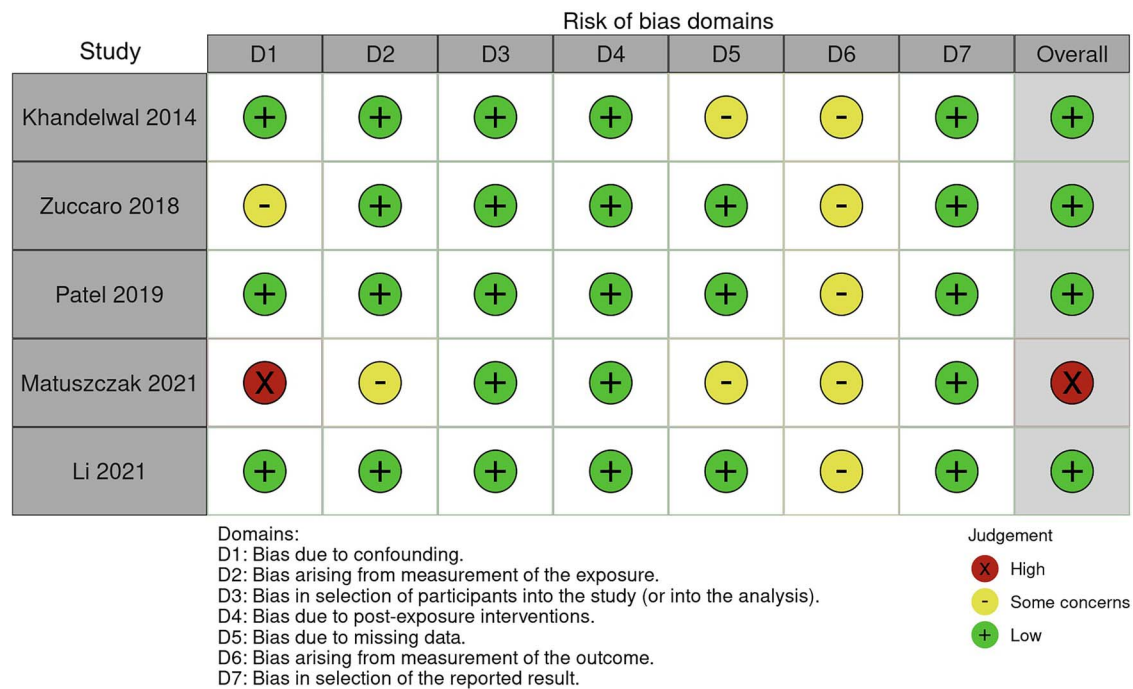 Risk of bias domains
Study D1 D2 D3 D4 D5 D6 D7 Overall
Khandelwal 2014 + + + + - - + +
Zuccaro 2018 - + + + + - + +
Patel 2019 + + + + + - + +
Matuszczak 2021 X - + + - - + X
Li 2021 + + + + + - + +
Domains:
D1: Bias due to confounding.
D2: Bias arising from measurement of the exposure.
D3: Bias in selection of participants into the study (or into the analysis).
D4: Bias due to post-exposure interventions.
D5: Bias due to missing data.
D6: Bias arising from measurement of the outcome.
D7: Bias in selection of the reported result.
Judgement
X High
- Some concerns
+ Low